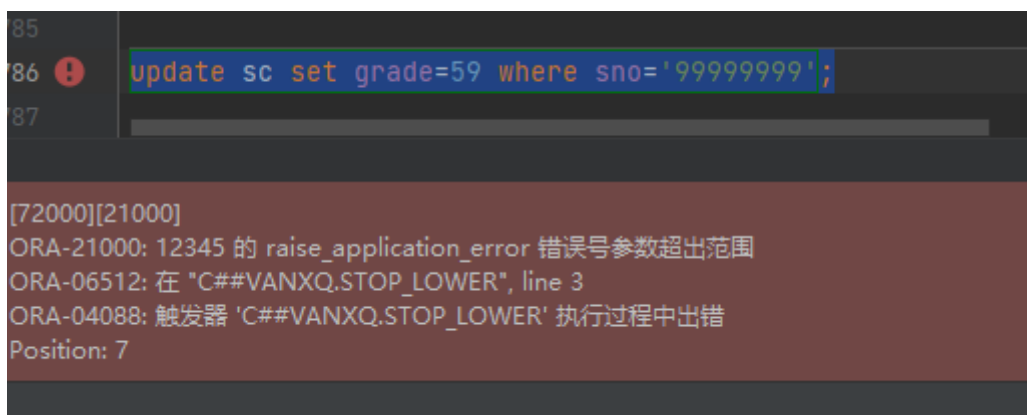 785
786 update sc set grade=59 where sno='99999999';
787
[72000][21000]
ORA-21000: 12345 的 raise_application_error 错误号参数超出范围
ORA-06512: 在 "C##VANXQ.STOP_LOWER", line 3
ORA-04088: 触发器 'C##VANXQ.STOP_LOWER' 执行过程中出错
Position: 7